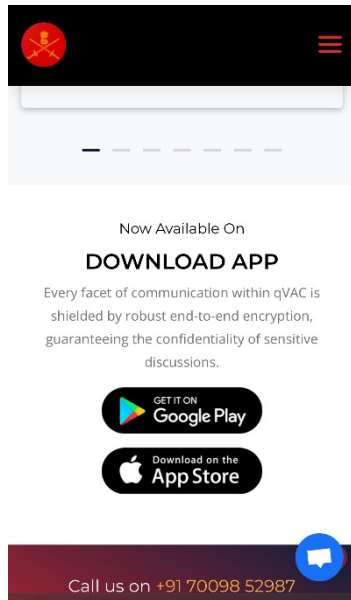 Now Available On
DOWNLOAD APP
Every facet of communication within qVAC is
shielded by robust end-to-end encryption,
guaranteeing the confidentiality of sensitive
discussions.
GET IT ON
Google Play
Download on the
App Store
Call us on +91 70098 52987